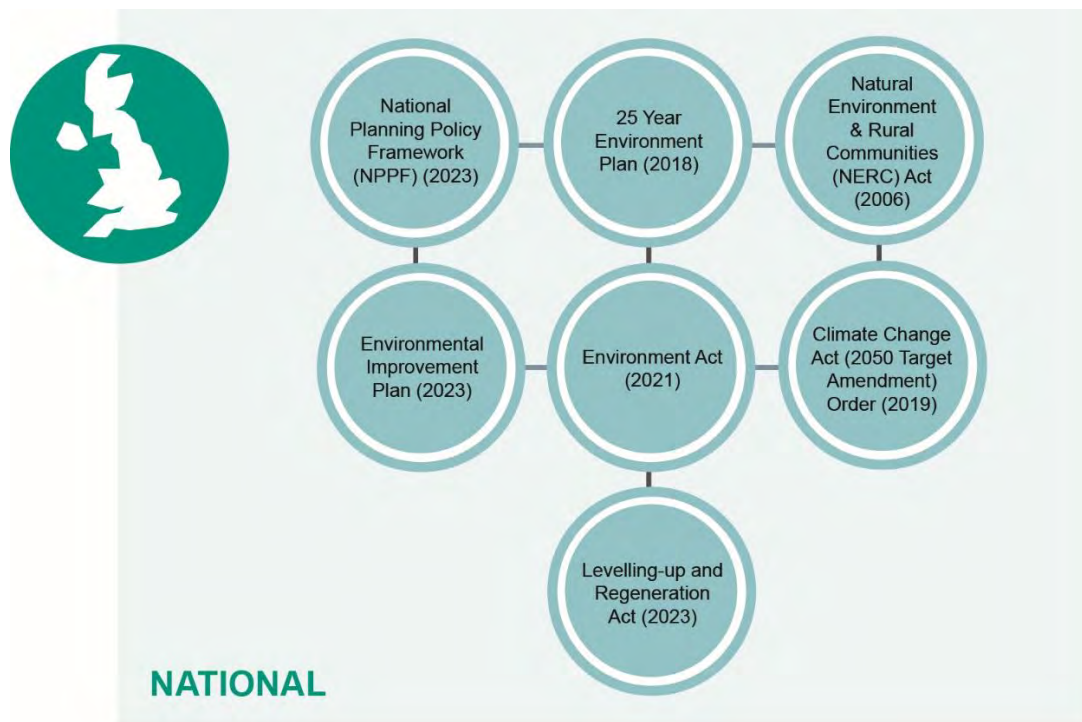 National
Planning Policy
Framework
(NPPF) (2023)
25 Year
Environment
Plan (2018)
Natural
Environment
& Rural
Communities
(NERC) Act
(2006)
Environmental
Improvement
Plan (2023)
Environment Act
(2021)
Climate Change
Act (2050 Target
Amendment)
Order (2019)
Levelling-up and
Regeneration
Act (2023)
NATIONAL